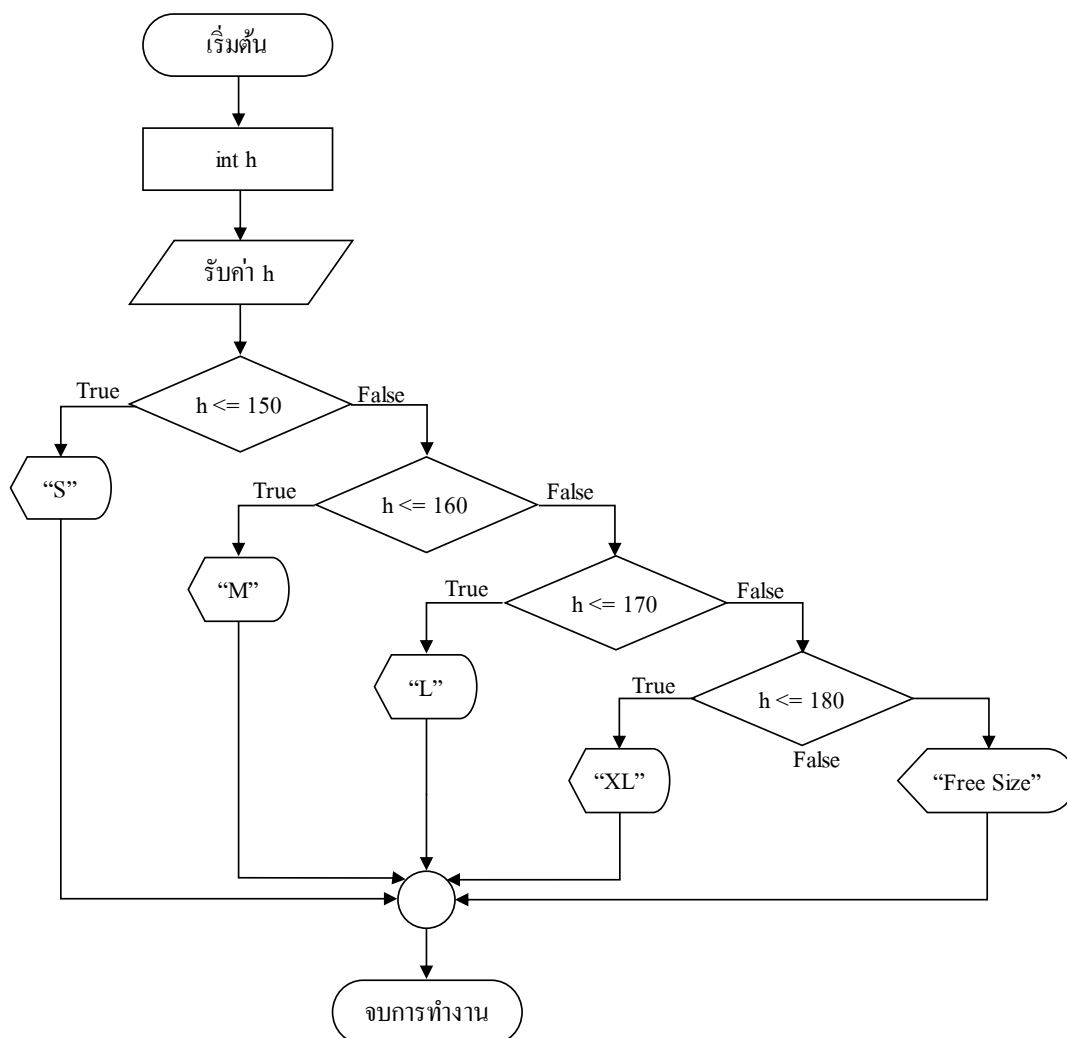 เริ่มต้น
int h
รับค่า h
h <= 150
True
False
“S”
h <= 160
True
False
“M”
h <= 170
True
False
“L”
h <= 180
True
False
“XL”
“Free Size”
จบการทำงาน